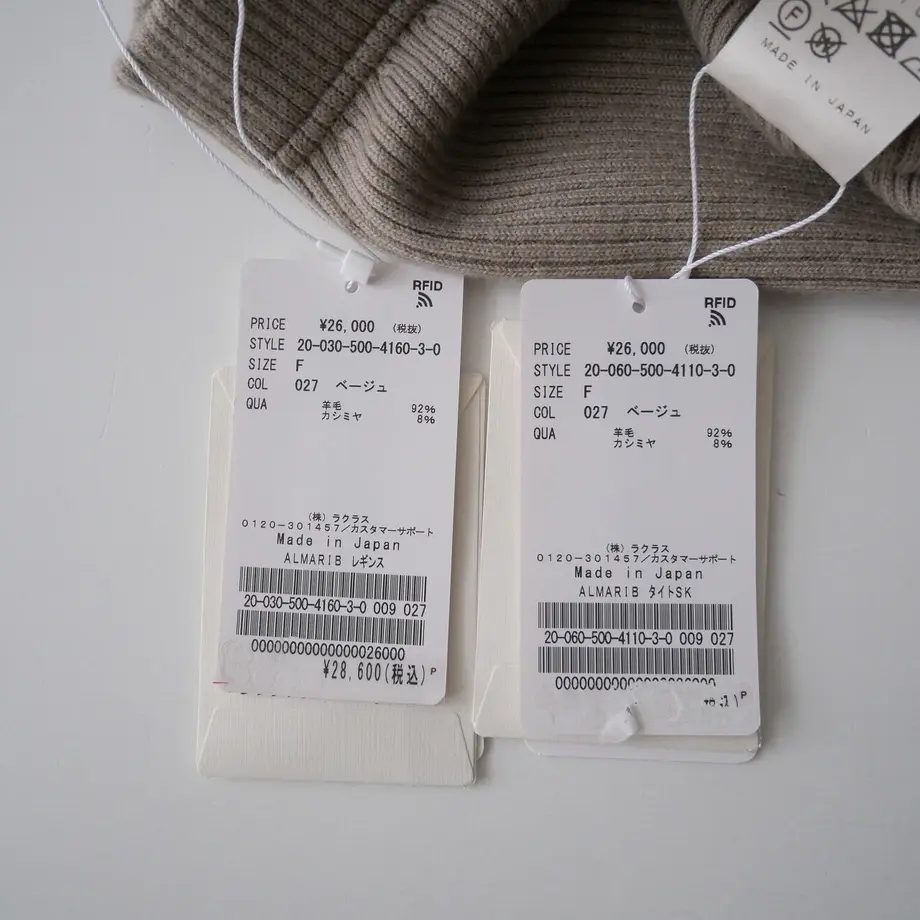 F
MADE IN JAPAN
RFID
PRICE ¥26,000 (税抜)
STYLE 20-030-500-4160-3-0
SIZE F
COL 027 ベージュ
QUA 羊毛 92%
カシミヤ 8%
(株) ラクラス
0120-301457/カスタマーサポート
Made in Japan
ALMARIB レギンス
20-030-500-4160-3-0 009 027
00000000000000026000
¥28,600(税込) P
RFID
PRICE ¥26,000 (税抜)
STYLE 20-060-500-4110-3-0
SIZE F
COL 027 ベージュ
QUA 羊毛 92%
カシミヤ 8%
(株) ラクラス
0120-301457/カスタマーサポート
Made in Japan
ALMARIB タイトSK
20-060-500-4110-3-0 009 027
P